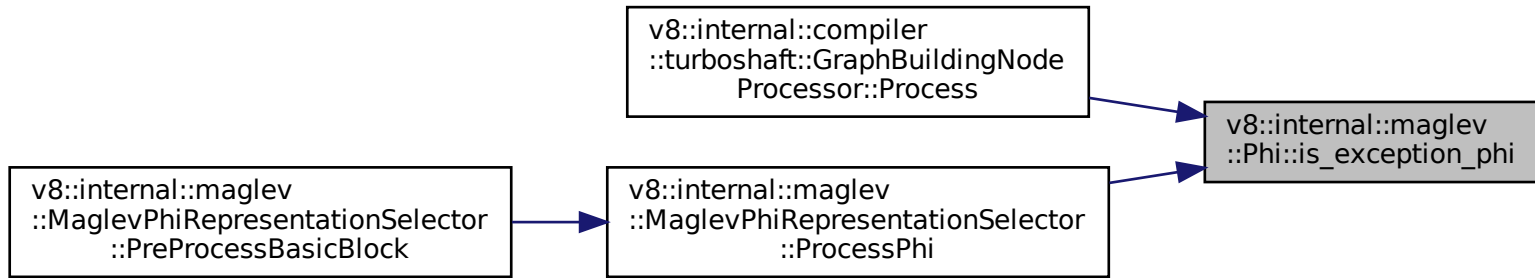 v8::internal::compiler
::turboshaft::GraphBuildingNode
Processor::Process
v8::internal::maglev
::Phi::is_exception_phi
v8::internal::maglev
::MaglevPhiRepresentationSelector
::PreProcessBasicBlock
v8::internal::maglev
::MaglevPhiRepresentationSelector
::ProcessPhi